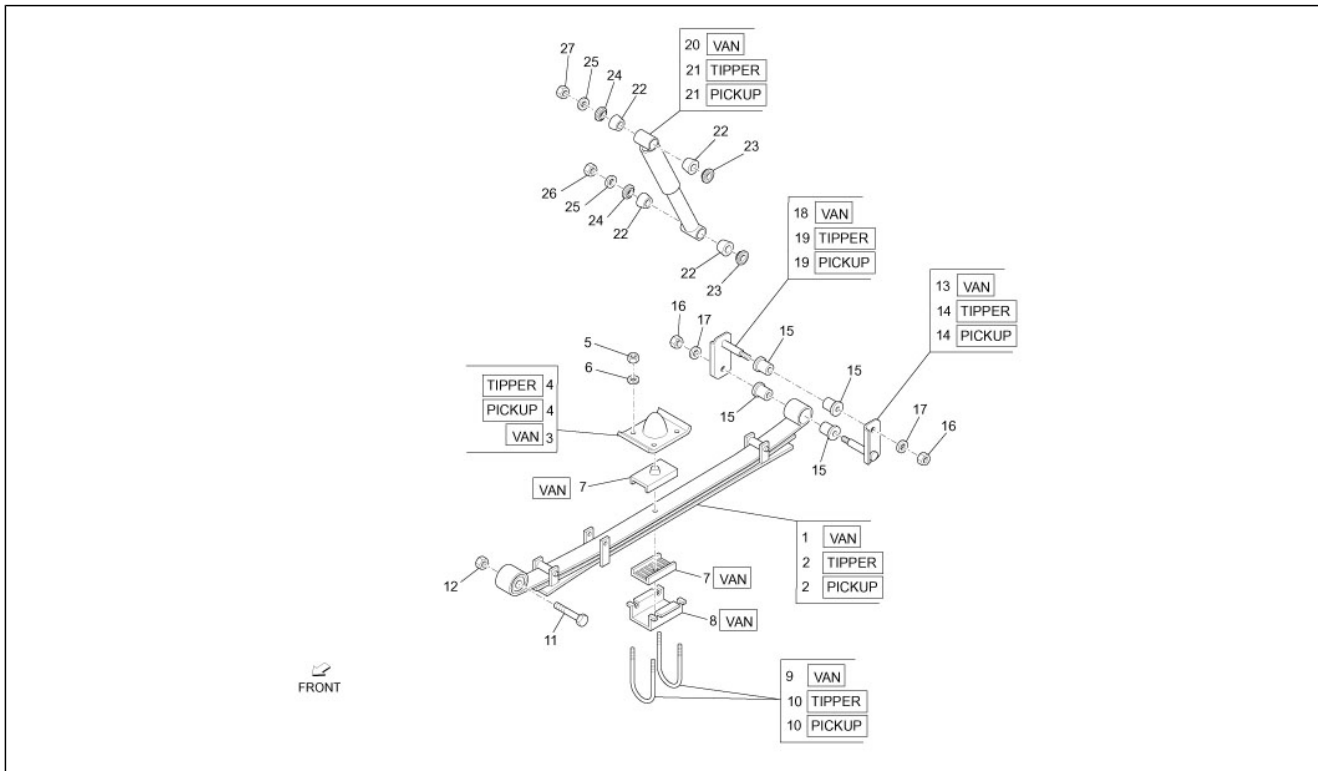 20 VAN
21 TIPPER
21 PICKUP
27
25
24
22
22
23
26
25
24
22
22
23
18 VAN
19 TIPPER
19 PICKUP
13 VAN
14 TIPPER
14 PICKUP
16
17
15
15
15
15
17
16
5
6
TIPPER 4
PICKUP 4
VAN 3
VAN 7
1 VAN
2 TIPPER
2 PICKUP
12
11
7 VAN
8 VAN
9 VAN
10 TIPPER
10 PICKUP
FRONT